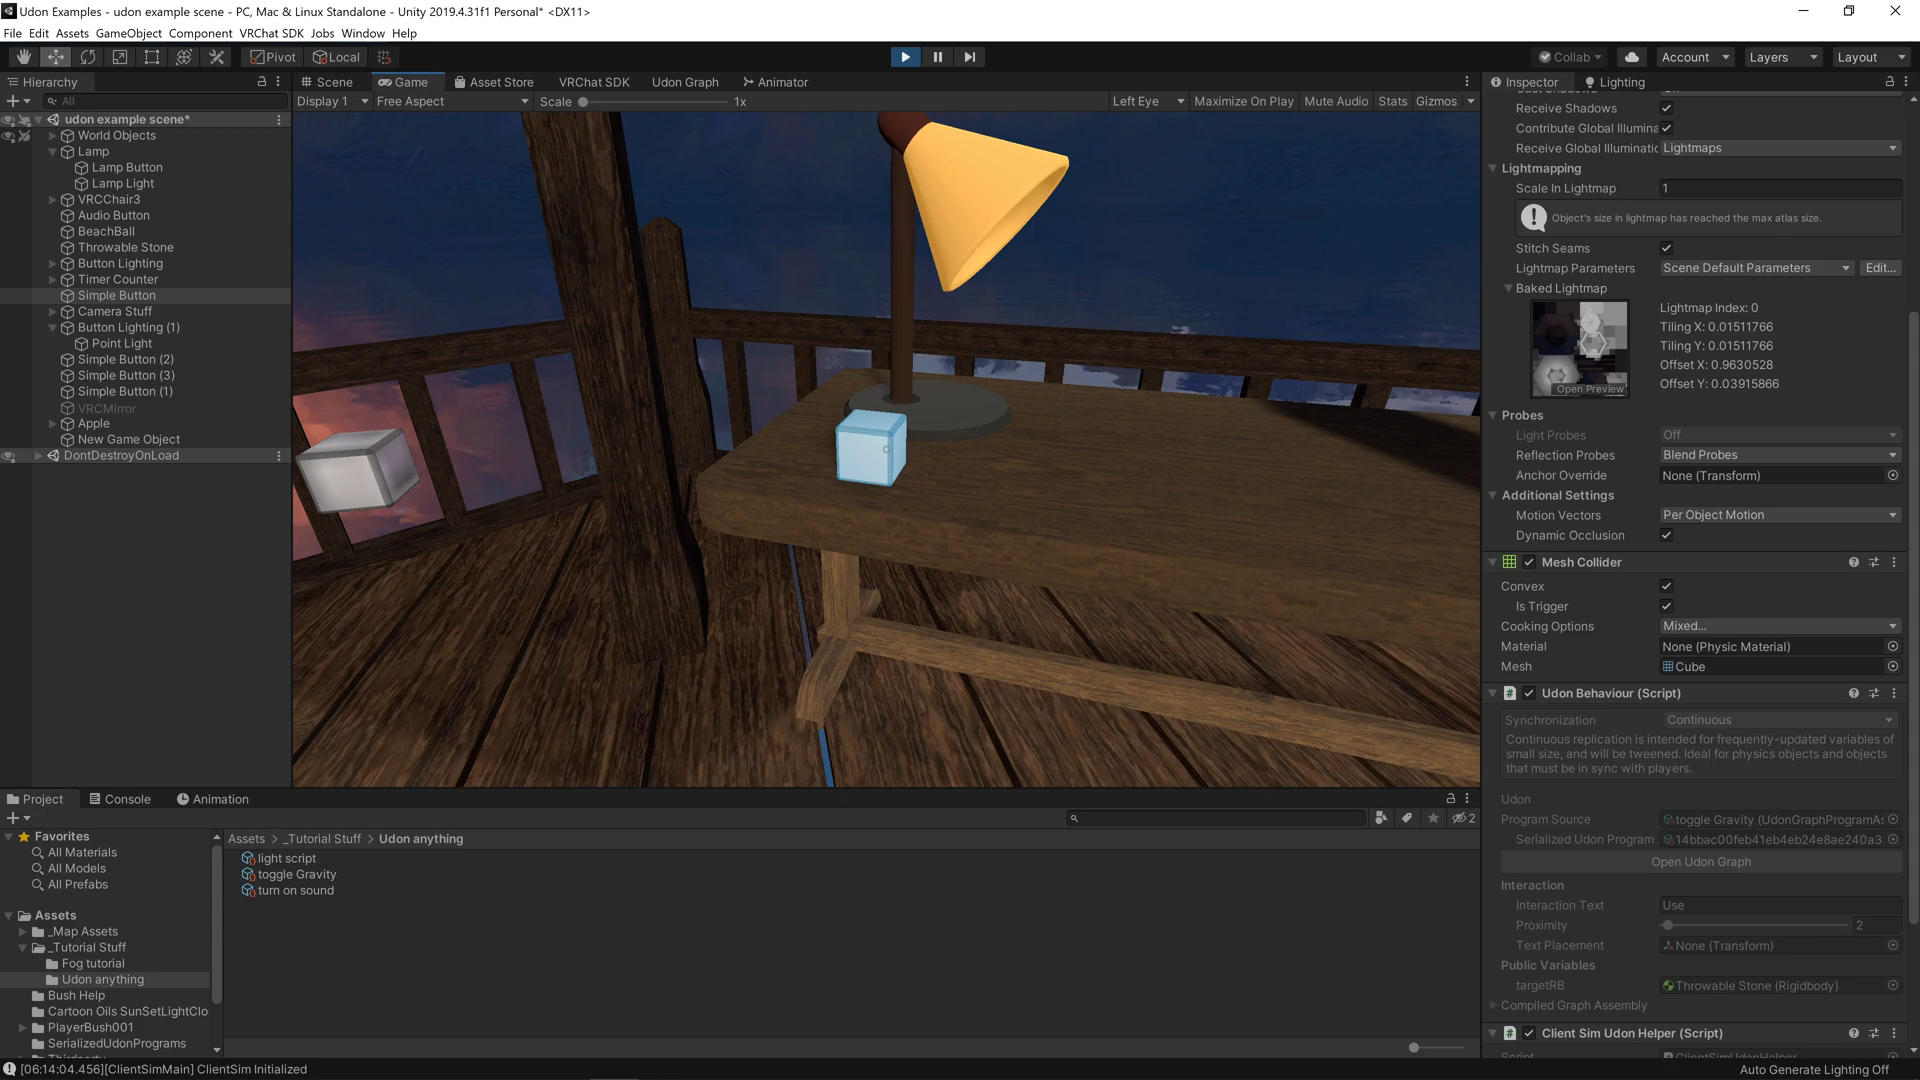 Udon Examples - udon example scene - PC, Mac & Linux Standalone - Unity 2019.4.31f1 Personal* <DX11>
File Edit Assets GameObject Component VRChat SDK Jobs Window Help
Pivot Local Collab Account Layers Layout
Hierarchy
All
udon example scene*
World Objects
Lamp
Lamp Button
Lamp Light
VRCChair3
Audio Button
BeachBall
Throwable Stone
Button Lighting
Timer Counter
Simple Button
Camera Stuff
Button Lighting (1)
Point Light
Simple Button (2)
Simple Button (3)
Simple Button (1)
VRCMirror
Apple
New Game Object
DontDestroyOnLoad
Scene Game Asset Store VRChat SDK Udon Graph Animator
Display 1 Free Aspect Scale 1x Left Eye Maximize On Play Mute Audio Stats Gizmos
Inspector Lighting
Receive Shadows
Contribute Global Illumina
Receive Global Illuminatic Lightmaps
Lightmapping
Scale In Lightmap 1
Object's size in lightmap has reached the max atlas size.
Stitch Seams
Lightmap Parameters Scene Default Parameters Edit...
Baked Lightmap
Open Preview
Lightmap Index: 0
Tiling X: 0.01511766
Tiling Y: 0.01511766
Offset X: 0.9630528
Offset Y: 0.03915866
Probes
Light Probes Off
Reflection Probes Blend Probes
Anchor Override None (Transform)
Additional Settings
Motion Vectors Per Object Motion
Dynamic Occlusion
Mesh Collider
Convex
Is Trigger
Cooking Options Mixed...
Material None (Physic Material)
Mesh Cube
Udon Behaviour (Script)
Synchronization Continuous
Continuous replication is intended for frequently-updated variables of
small size, and will be tweened. Ideal for physics objects and objects
that must be in sync with players.
Udon
Program Source toggle Gravity (UdonGraphProgramAs
Serialized Udon Program 14bbac00feb41eb4eb24e8ae240a3
Open Udon Graph
Interaction
Interaction Text Use
Proximity 2
Text Placement None (Transform)
Public Variables
targetRB Throwable Stone (Rigidbody)
Compiled Graph Assembly
Client Sim Udon Helper (Script)
Project Console Animation
2
Favorites
All Materials
All Models
All Prefabs
Assets
_Map Assets
_Tutorial Stuff
Fog tutorial
Udon anything
Bush Help
Cartoon Oils SunSetLightClo
PlayerBush001
SerializedUdonPrograms
Assets > _Tutorial Stuff > Udon anything
light script
toggle Gravity
turn on sound
[06:14:04.456][ClientSimMain] ClientSim Initialized
Auto Generate Lighting Off